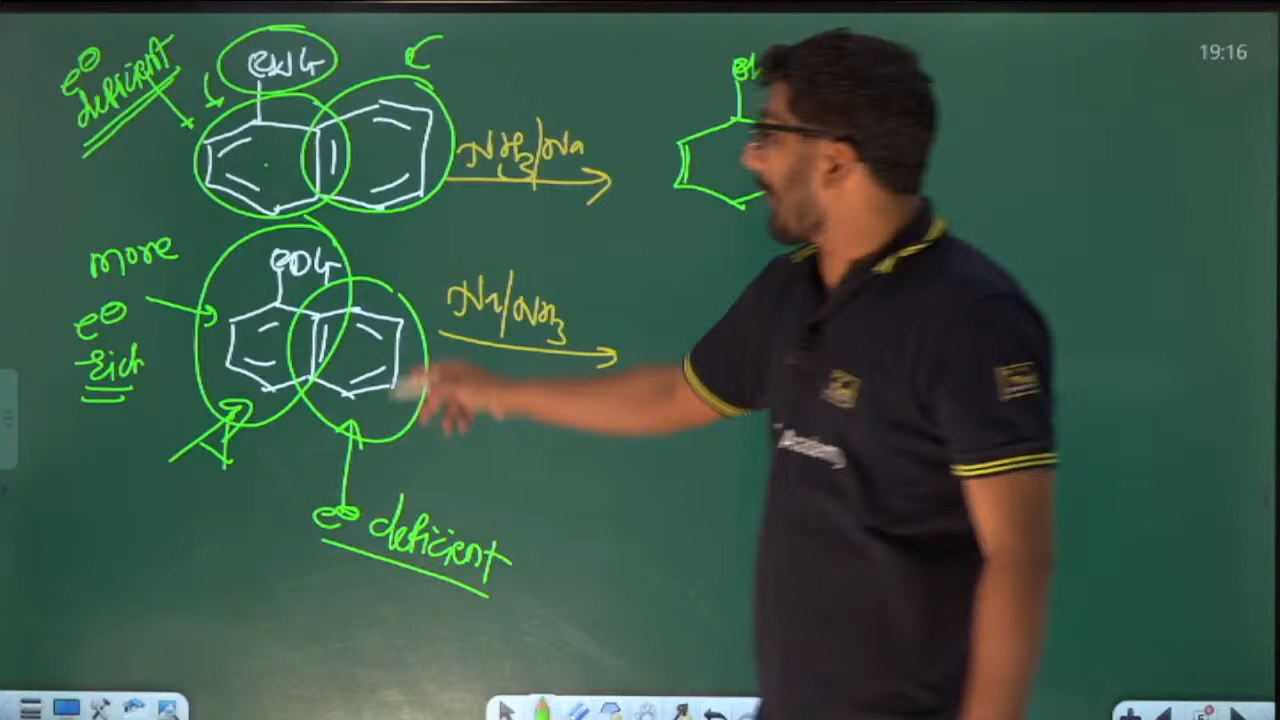 19:16
e⊖
deficient
EWG
NH3/Na
more
e⊖
Rich
EDG
Na/NH3
e⊖ deficient